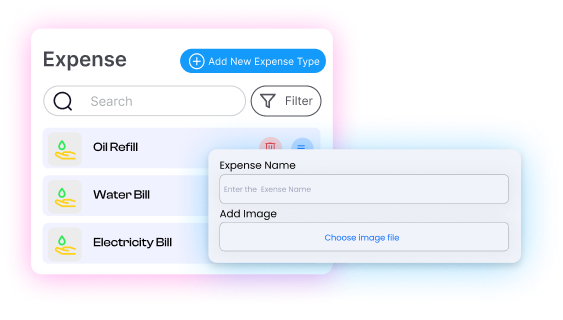 Expense
Add New Expense Type
Search
Filter
Oil Refill
Water Bill
Electricity Bill
Expense Name
Enter the Exense Name
Add Image
Choose image file